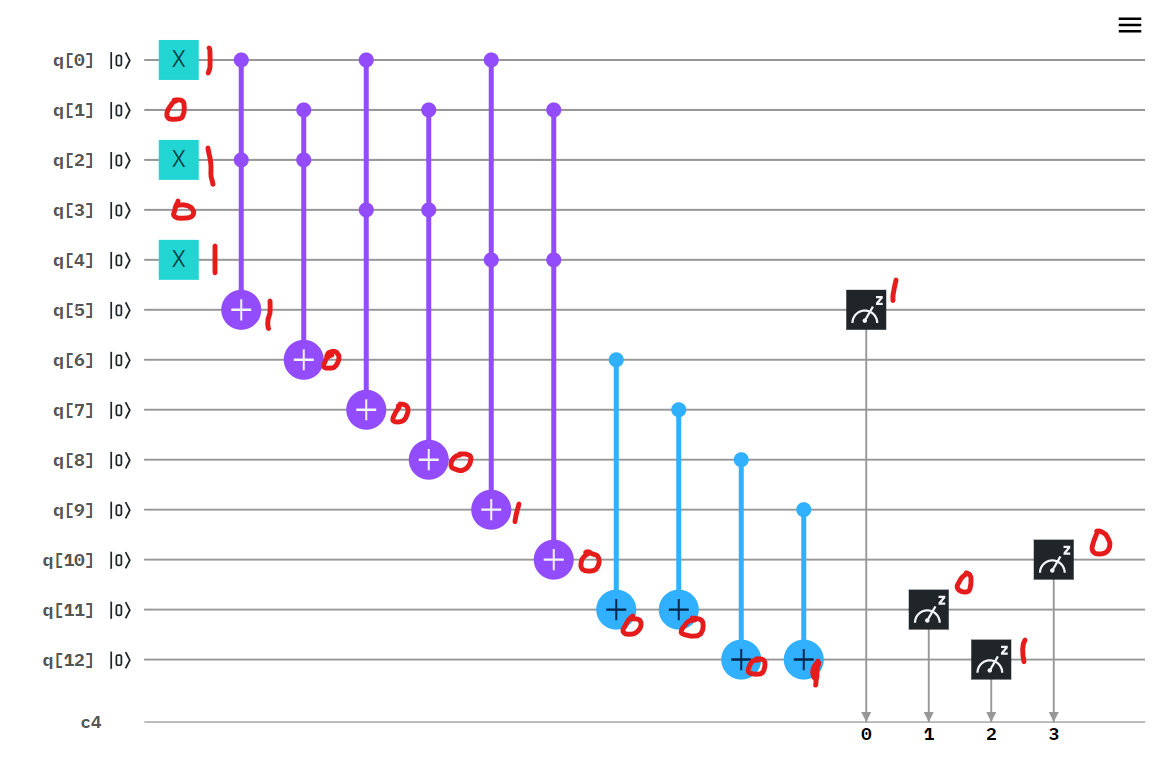 q[0] |0⟩ X 1
q[1] |0⟩ 0
q[2] |0⟩ X 1
q[3] |0⟩ 0
q[4] |0⟩ X 1
z 1
q[5] |0⟩ 1
q[6] |0⟩ 0
q[7] |0⟩ 0
q[8] |0⟩ 0
q[9] |0⟩ 1
q[10] |0⟩ 0 z 0
q[11] |0⟩ 0 0 z 0
q[12] |0⟩ 0 1 z 1
c4
0 1 2 3